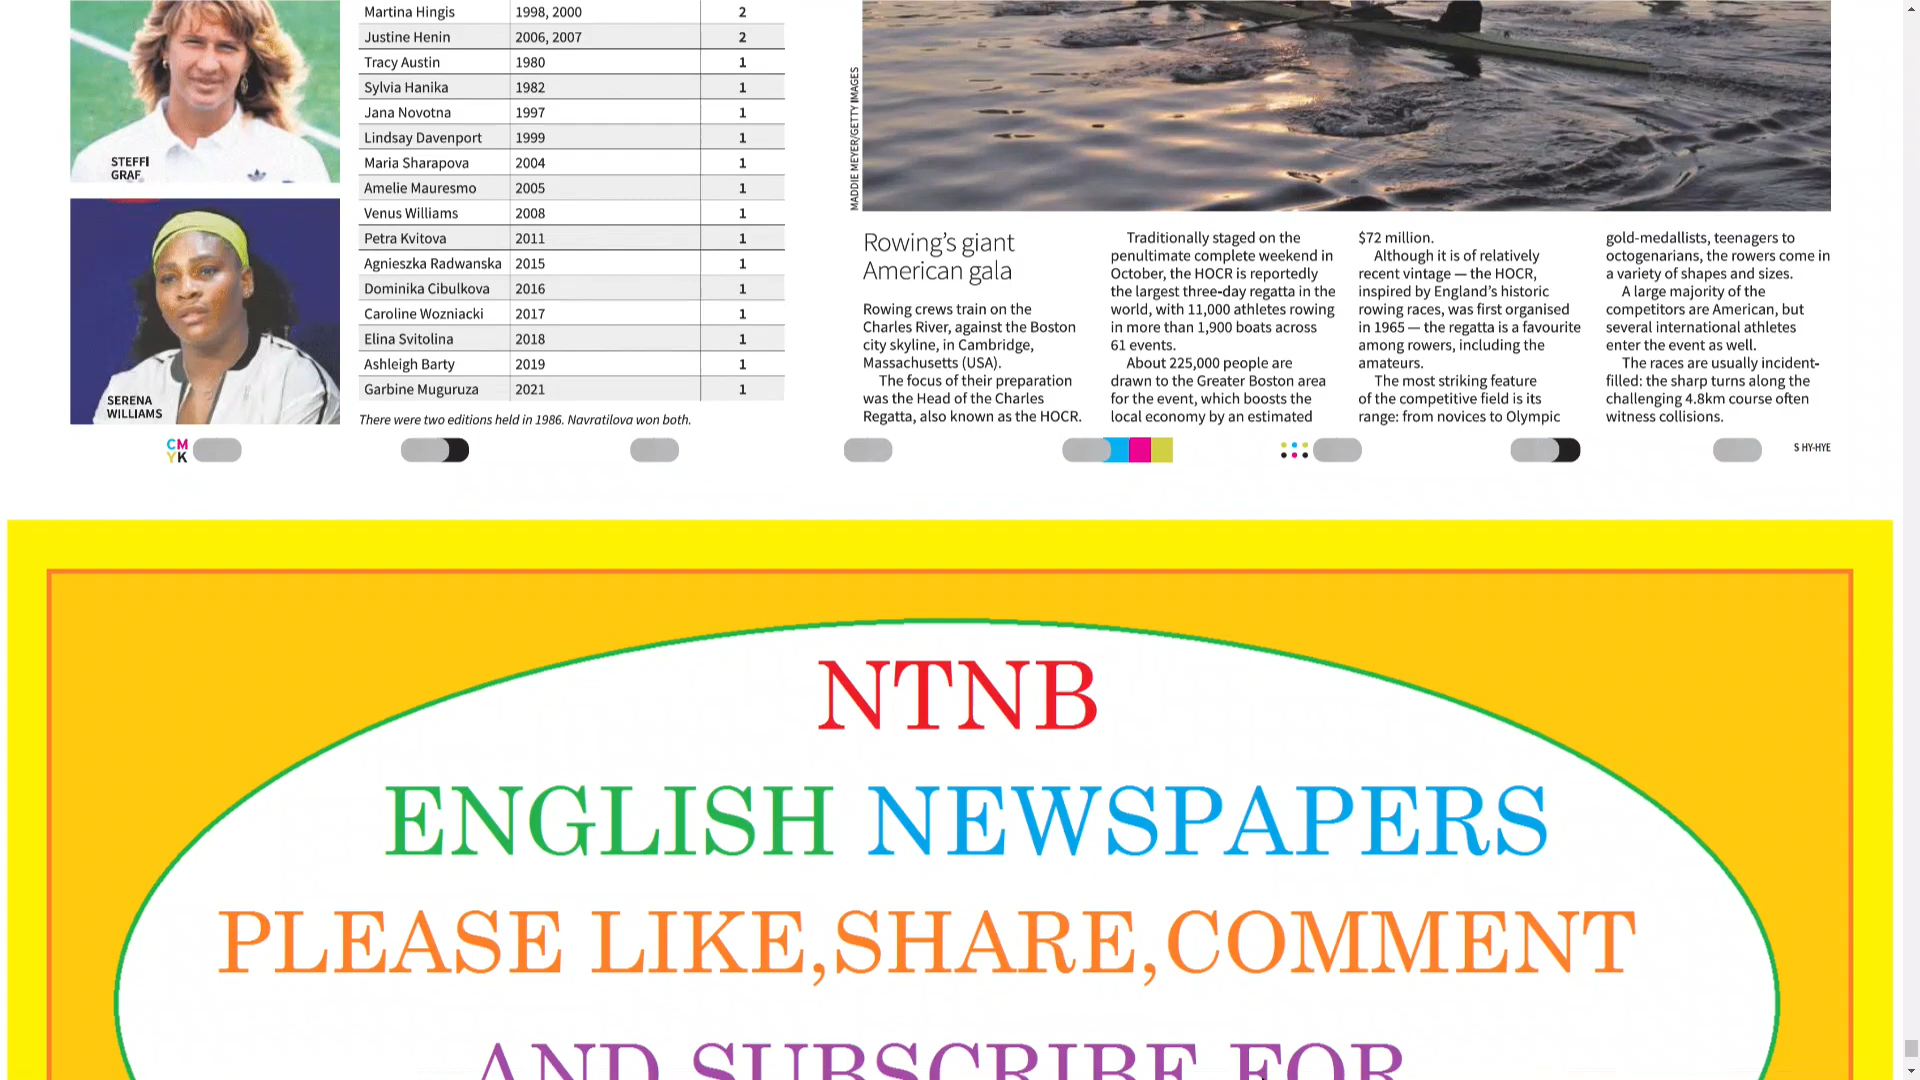 STEFFI
GRAF
SERENA
WILLIAMS
Martina Hingis 1998, 2000 2
Justine Henin 2006, 2007 2
Tracy Austin 1980 1
Sylvia Hanika 1982 1
Jana Novotna 1997 1
Lindsay Davenport 1999 1
Maria Sharapova 2004 1
Amelie Mauresmo 2005 1
Venus Williams 2008 1
Petra Kvitova 2011 1
Agnieszka Radwanska 2015 1
Dominika Cibulkova 2016 1
Caroline Wozniacki 2017 1
Elina Svitolina 2018 1
Ashleigh Barty 2019 1
Garbine Muguruza 2021 1
There were two editions held in 1986. Navratilova won both.
MADDIE MEYER/GETTY IMAGES
Rowing's giant
American gala
Rowing crews train on the
Charles River, against the Boston
city skyline, in Cambridge,
Massachusetts (USA).
The focus of their preparation
was the Head of the Charles
Regatta, also known as the HOCR.
Traditionally staged on the
penultimate complete weekend in
October, the HOCR is reportedly
the largest three-day regatta in the
world, with 11,000 athletes rowing
in more than 1,900 boats across
61 events.
About 225,000 people are
drawn to the Greater Boston area
for the event, which boosts the
local economy by an estimated
$72 million.
Although it is of relatively
recent vintage — the HOCR,
inspired by England's historic
rowing races, was first organised
in 1965 — the regatta is a favourite
among rowers, including the
amateurs.
The most striking feature
of the competitive field is its
range: from novices to Olympic
gold-medallists, teenagers to
octogenarians, the rowers come in
a variety of shapes and sizes.
A large majority of the
competitors are American, but
several international athletes
enter the event as well.
The races are usually incident-
filled: the sharp turns along the
challenging 4.8km course often
witness collisions.
CM
YK
S HY-HYE
NTNB
ENGLISH NEWSPAPERS
PLEASE LIKE,SHARE,COMMENT
AND SUBSCRIBE FOR